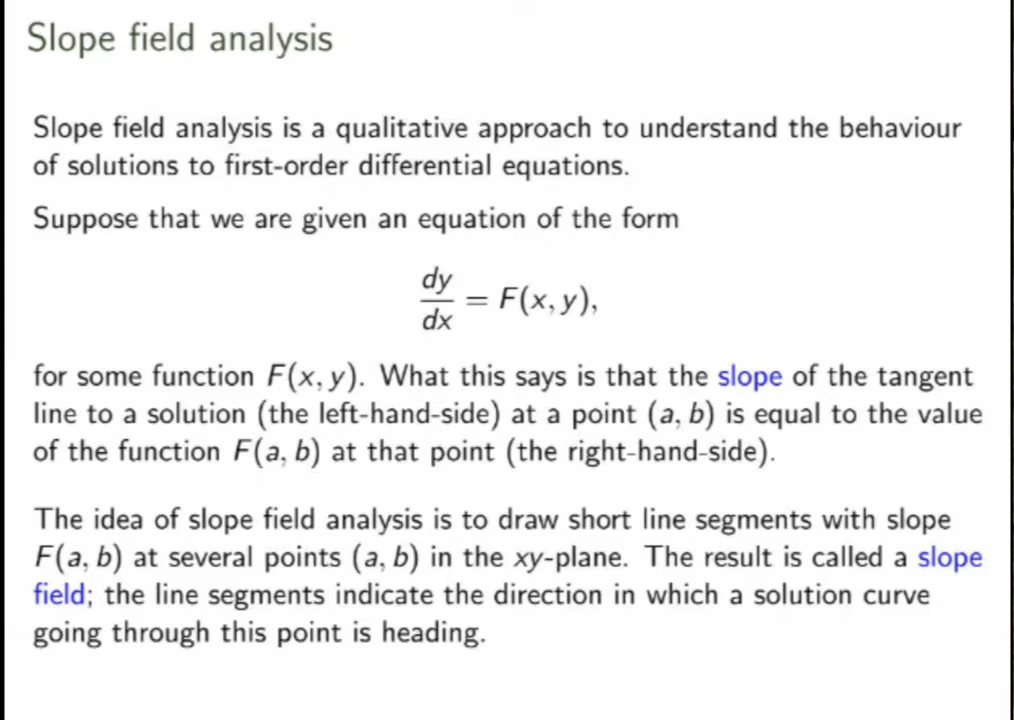 Slope field analysis
Slope field analysis is a qualitative approach to understand the behaviour
of solutions to first-order differential equations.
Suppose that we are given an equation of the form
dy/dx = F(x, y),
for some function F(x, y). What this says is that the slope of the tangent
line to a solution (the left-hand-side) at a point (a, b) is equal to the value
of the function F(a, b) at that point (the right-hand-side).
The idea of slope field analysis is to draw short line segments with slope
F(a, b) at several points (a, b) in the xy-plane. The result is called a slope
field; the line segments indicate the direction in which a solution curve
going through this point is heading.